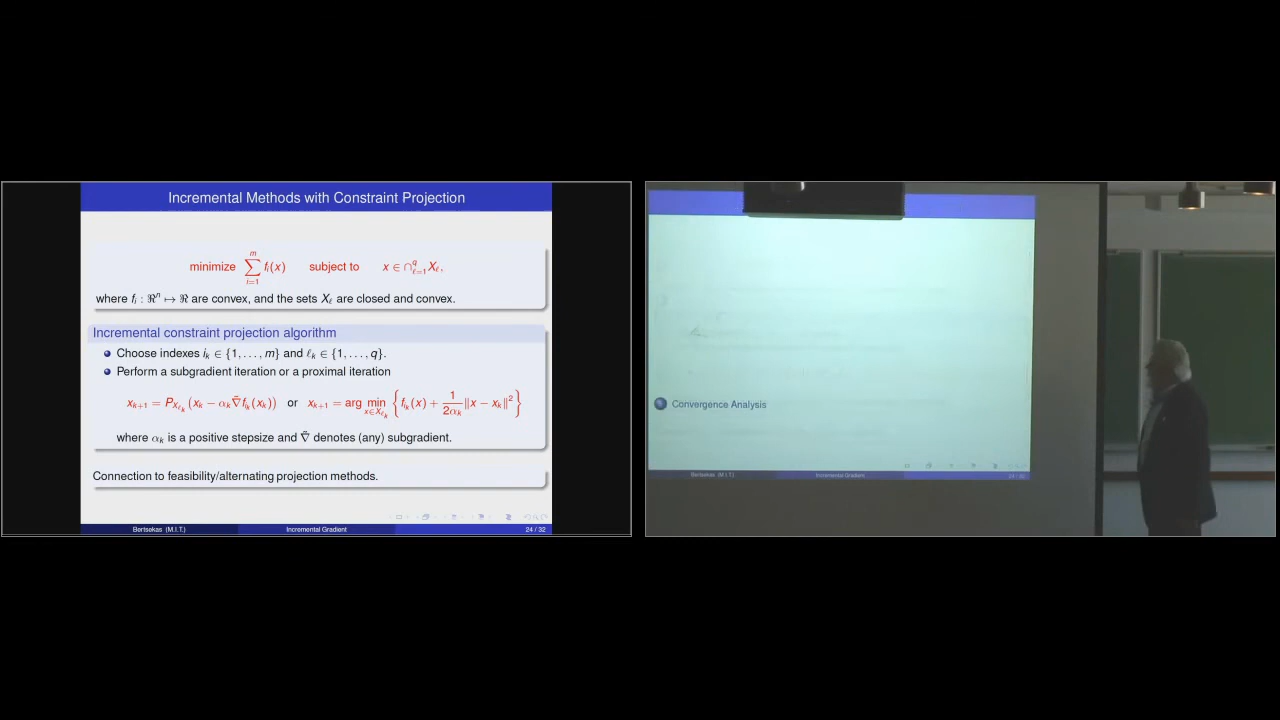 Incremental Methods with Constraint Projection
minimize ∑_{i=1}^{m} f_i(x) subject to x ∈ ∩_{ℓ=1}^{q} X_ℓ,
where f_i : ℜ^n ↦ ℜ are convex, and the sets X_ℓ are closed and convex.
Incremental constraint projection algorithm
Choose indexes i_k ∈ {1, . . . , m} and ℓ_k ∈ {1, . . . , q}.
Perform a subgradient iteration or a proximal iteration
x_{k+1} = P_{X_{ℓ_k}}(x_k − α_k ∇̃f_{i_k}(x_k)) or x_{k+1} = arg min_{x∈X_{ℓ_k}} { f_{i_k}(x) + \frac{1}{2α_k} ‖x − x_k‖² }
where α_k is a positive stepsize and ∇̃ denotes (any) subgradient.
Connection to feasibility/alternating projection methods.
Bertsekas (M.I.T.) Incremental Gradient 24 / 32
Convergence Analysis
Bertsekas (M.I.T.) Incremental Gradient